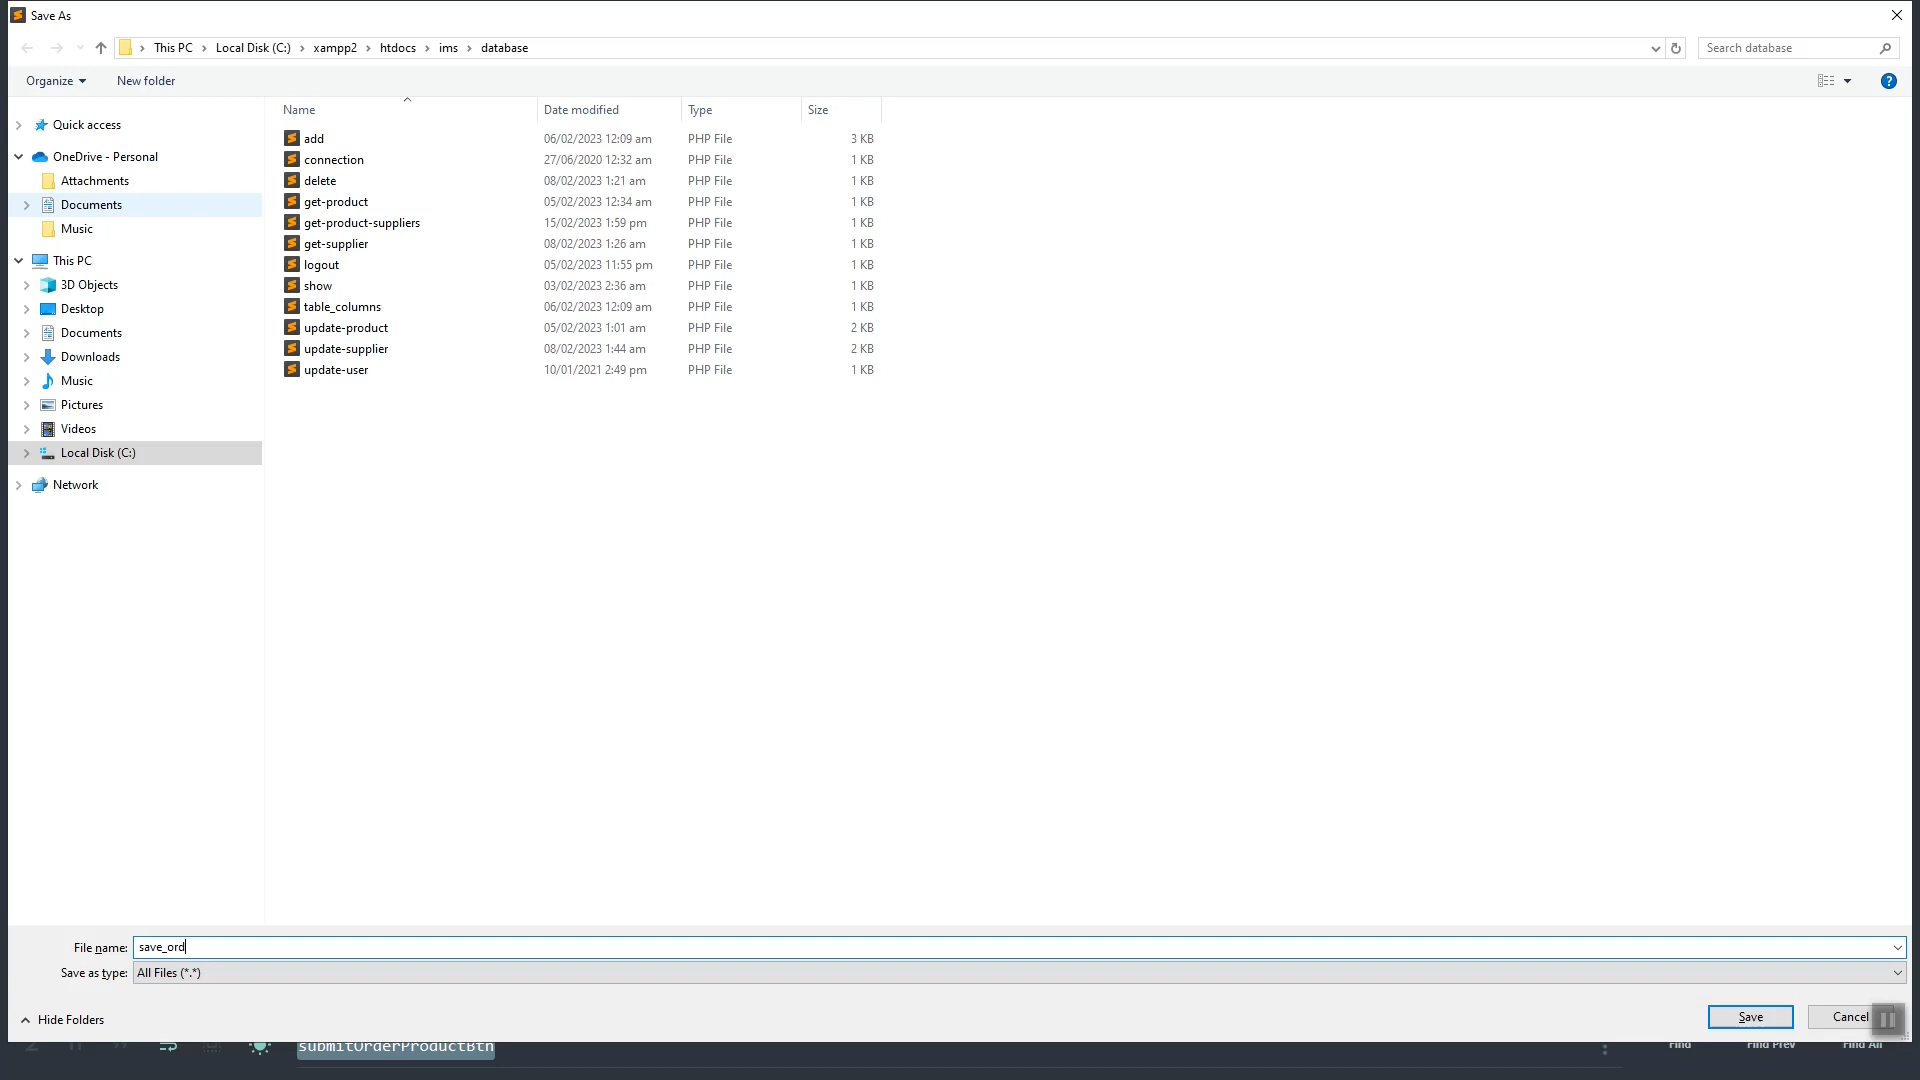 Save As
This PC > Local Disk (C:) > xampp2 > htdocs > ims > database
Search database
Organize
New folder
Name Date modified Type Size
Quick access
OneDrive - Personal
Attachments
Documents
Music
This PC
3D Objects
Desktop
Documents
Downloads
Music
Pictures
Videos
Local Disk (C:)
Network
add 06/02/2023 12:09 am PHP File 3 KB
connection 27/06/2020 12:32 am PHP File 1 KB
delete 08/02/2023 1:21 am PHP File 1 KB
get-product 05/02/2023 12:34 am PHP File 1 KB
get-product-suppliers 15/02/2023 1:59 pm PHP File 1 KB
get-supplier 08/02/2023 1:26 am PHP File 1 KB
logout 05/02/2023 11:55 pm PHP File 1 KB
show 03/02/2023 2:36 am PHP File 1 KB
table_columns 06/02/2023 12:09 am PHP File 1 KB
update-product 05/02/2023 1:01 am PHP File 2 KB
update-supplier 08/02/2023 1:44 am PHP File 2 KB
update-user 10/01/2021 2:49 pm PHP File 1 KB
File name: save_ord
Save as type: All Files (*.*)
Hide Folders
Save
Cancel
submitOrderProductBtn
Find
Find Prev
Find All